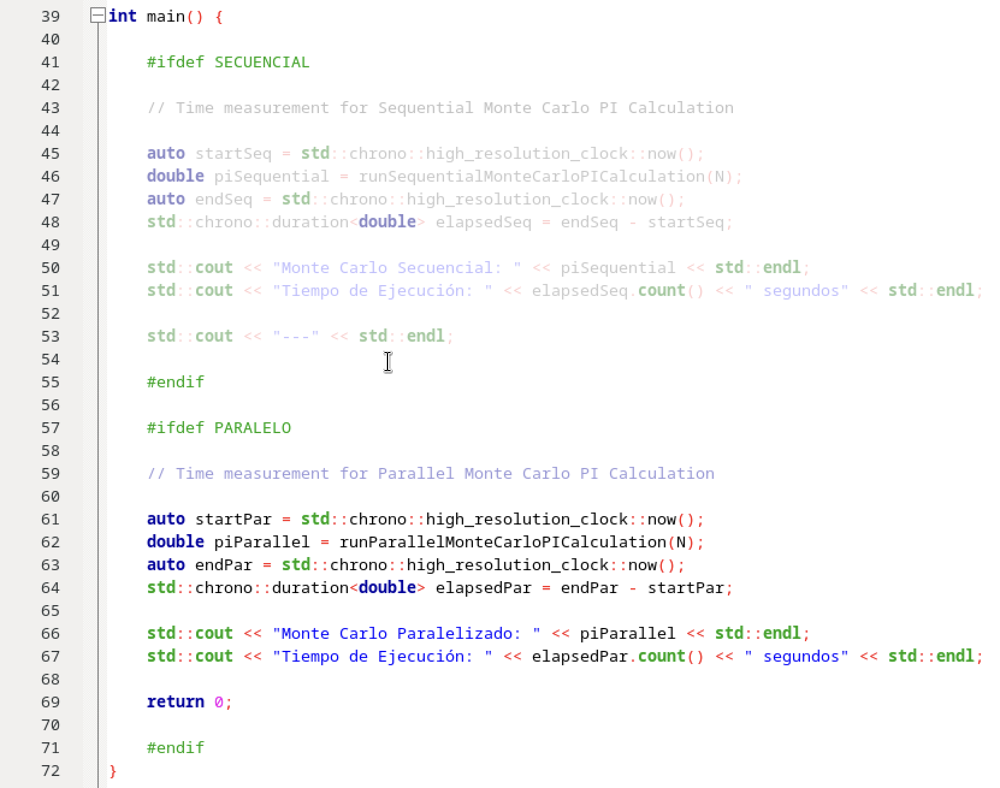 39 int main() {
40
41 #ifdef SECUENCIAL
42
43 // Time measurement for Sequential Monte Carlo PI Calculation
44
45 auto startSeq = std::chrono::high_resolution_clock::now();
46 double piSequential = runSequentialMonteCarloPICalculation(N);
47 auto endSeq = std::chrono::high_resolution_clock::now();
48 std::chrono::duration<double> elapsedSeq = endSeq - startSeq;
49
50 std::cout << "Monte Carlo Secuencial: " << piSequential << std::endl;
51 std::cout << "Tiempo de Ejecución: " << elapsedSeq.count() << " segundos" << std::endl;
52
53 std::cout << "---" << std::endl;
54
55 #endif
56
57 #ifdef PARALELO
58
59 // Time measurement for Parallel Monte Carlo PI Calculation
60
61 auto startPar = std::chrono::high_resolution_clock::now();
62 double piParallel = runParallelMonteCarloPICalculation(N);
63 auto endPar = std::chrono::high_resolution_clock::now();
64 std::chrono::duration<double> elapsedPar = endPar - startPar;
65
66 std::cout << "Monte Carlo Paralelizado: " << piParallel << std::endl;
67 std::cout << "Tiempo de Ejecución: " << elapsedPar.count() << " segundos" << std::endl;
68
69 return 0;
70
71 #endif
72 }